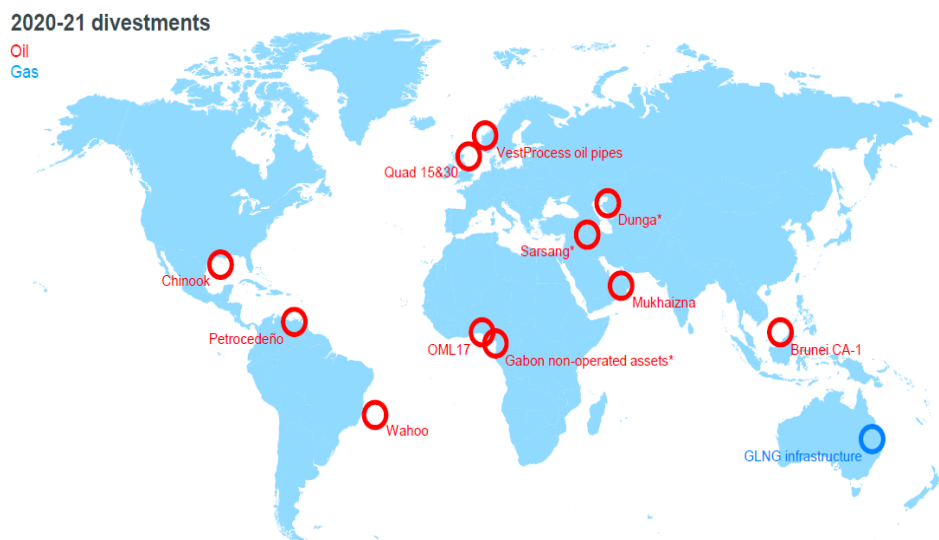 2020-21 divestments
Oil
Gas
VestProcess oil pipes
Quad 15&30
Dunga*
Sarsang*
Chinook
Mukhaizna
Petrocedeño
OML17
Gabon non-operated assets*
Brunei CA-1
Wahoo
GLNG infrastructure